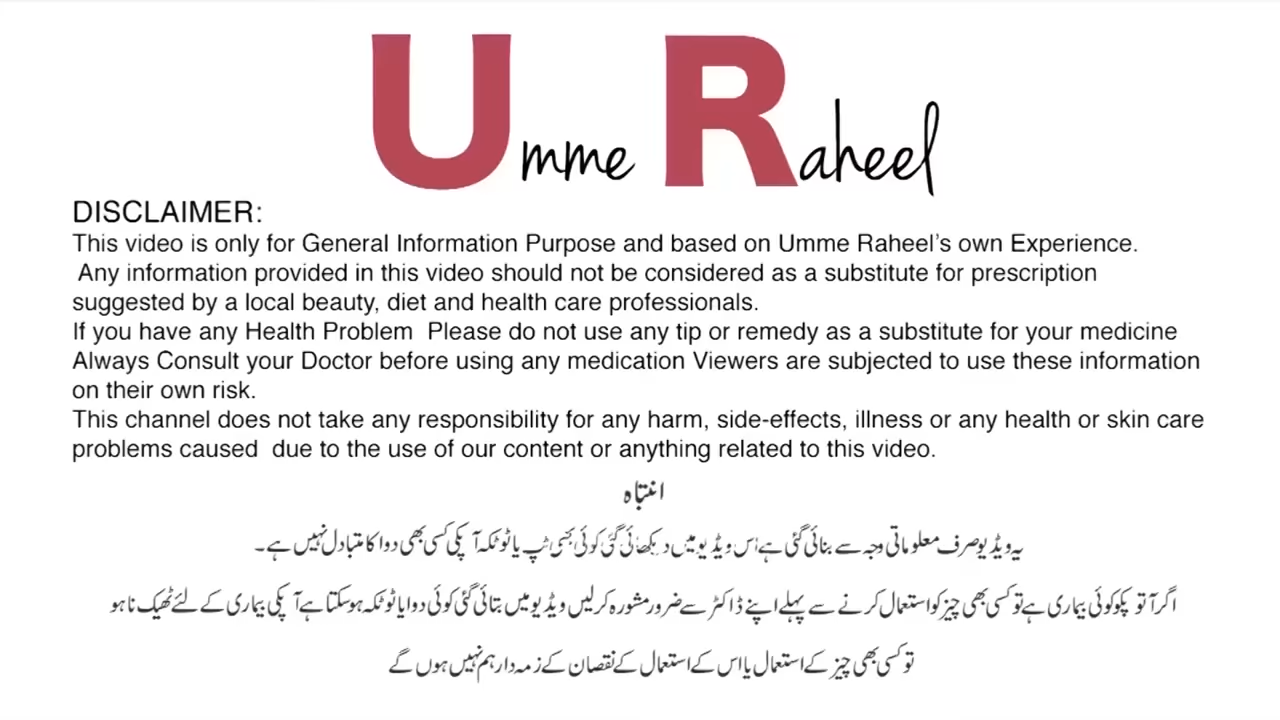 Umme Raheel
DISCLAIMER:
This video is only for General Information Purpose and based on Umme Raheel's own Experience.
Any information provided in this video should not be considered as a substitute for prescription
suggested by a local beauty, diet and health care professionals.
If you have any Health Problem  Please do not use any tip or remedy as a substitute for your medicine
Always Consult your Doctor before using any medication Viewers are subjected to use these information
on their own risk.
This channel does not take any responsibility for any harm, side-effects, illness or any health or skin care
problems caused  due to the use of our content or anything related to this video.
انتباہ
یہ ویڈیو صرف معلوماتی وجہ سے بنائی گئی ہے اس ویڈیو میں دیکھائی گئی کوئی بھی ٹپ یا ٹوٹکہ آپکی کسی بھی دوا کا متبادل نہیں ہے۔
اگر آ تو پکو کوئی بیماری ہے تو کسی بھی چیز کو استعمال کرنے سے پہلے اپنے ڈاکٹر سے ضرور مشورہ کرلیں ویڈیو میں بتائی گئی کوئی دوا یا ٹوٹکہ ہوسکتا ہے آپکی بیماری کے لئے ٹھیک نا ہو
تو کسی بھی چیز کے استعمال یا اس کے استعمال کے نقصان کے زمہ دار ہم نہیں ہوں گے